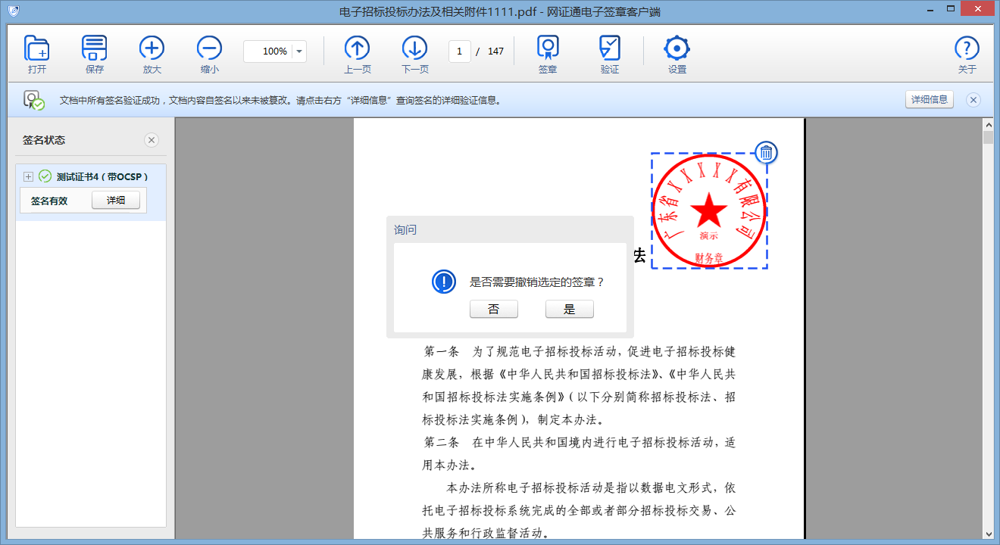 电子招标投标办法及相关附件1111.pdf - 网证通电子签章客户端
打开 保存 放大 缩小 100% 上一页 下一页 1 / 147 签章 验证 设置 关于
文档中所有签名验证成功，文档内容自签名以来未被篡改。请点击右方“详细信息”查询签名的详细验证信息。 详细信息
签名状态
测试证书4（带OCSP）
签名有效 详细
广东省XXXXX有限公司
演示
财务章
法
询问
是否需要撤销选定的签章？
否 是
第一条 为了规范电子招标投标活动，促进电子招标投标健
康发展，根据《中华人民共和国招标投标法》、《中华人民共
和国招标投标法实施条例》（以下分别简称招标投标法、招
标投标法实施条例），制定本办法。
第二条 在中华人民共和国境内进行电子招标投标活动，适
用本办法。
本办法所称电子招标投标活动是指以数据电文形式，依
托电子招标投标系统完成的全部或者部分招标投标交易、公
共服务和行政监督活动。